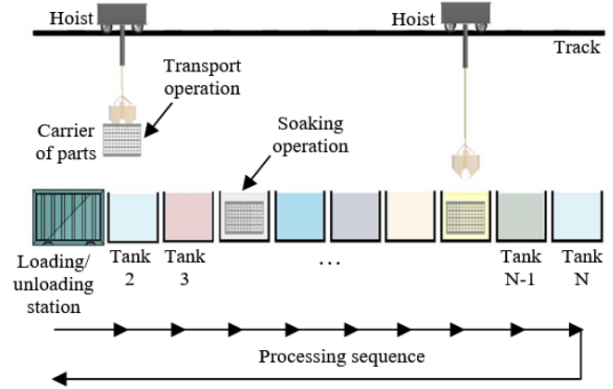 Hoist
Hoist
Track
Transport
operation
Carrier
of parts
Soaking
operation
Loading/
unloading
station
Tank
2
Tank
3
...
Tank
N-1
Tank
N
Processing sequence